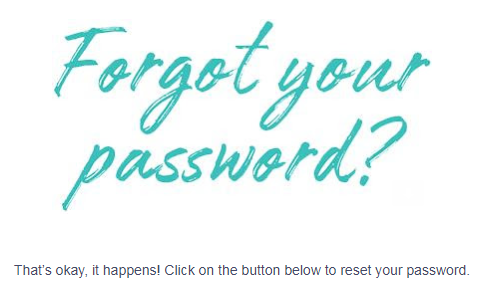 Forgot your
password?
That's okay, it happens! Click on the button below to reset your password.